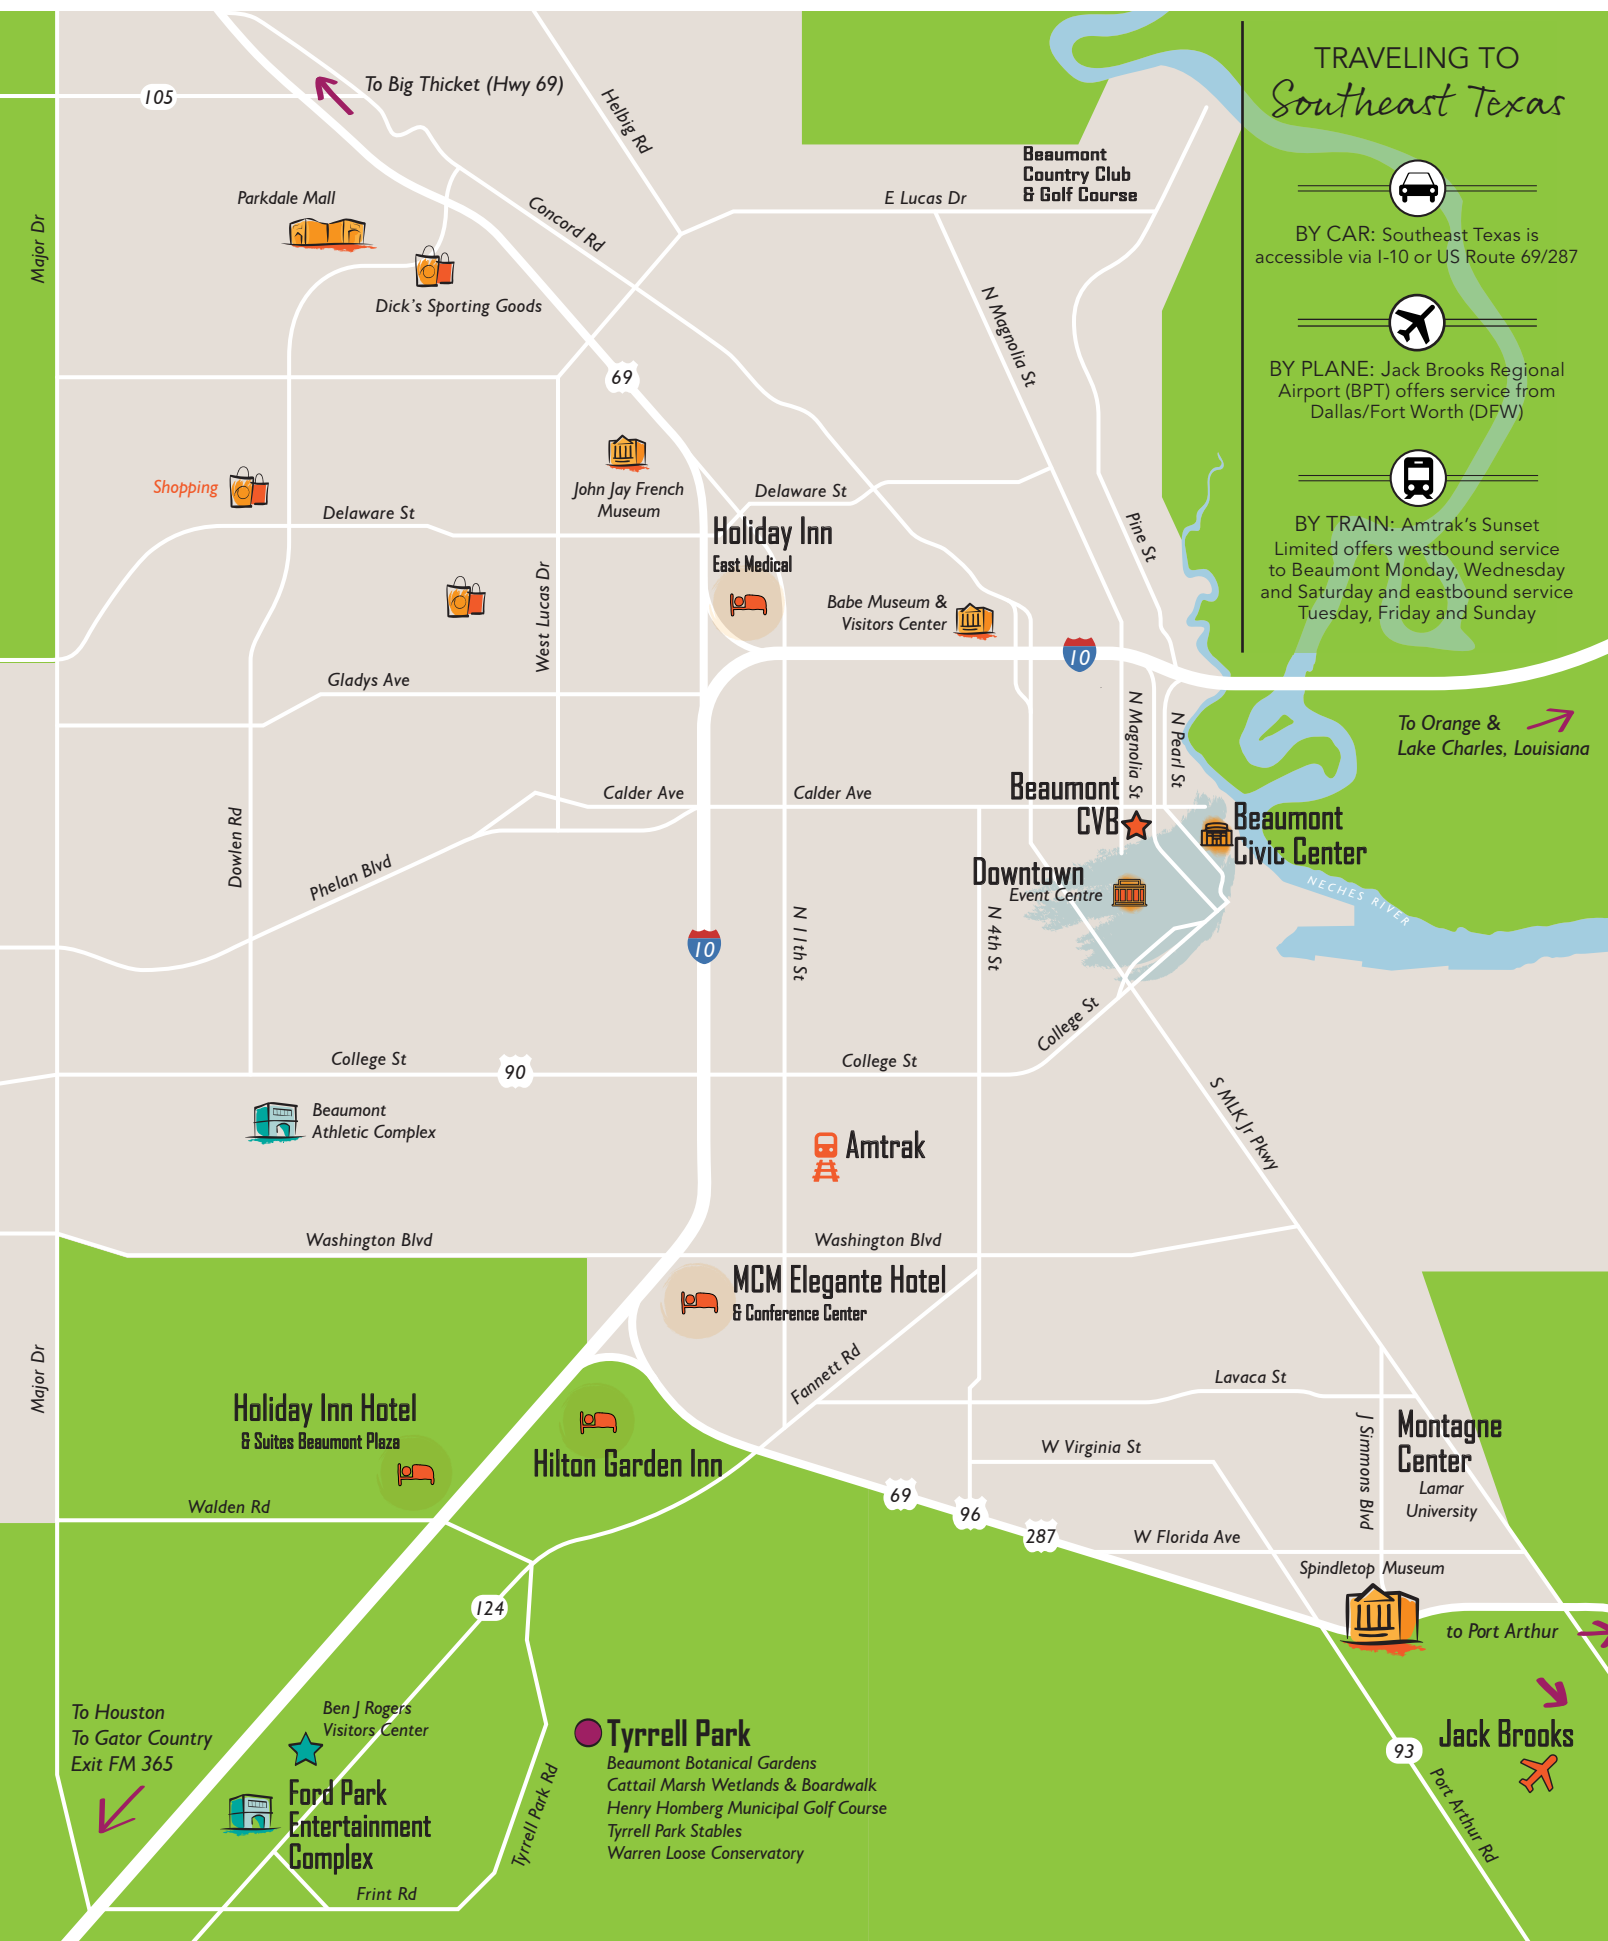 TRAVELING TO
Southeast Texas
BY CAR: Southeast Texas is
accessible via I-10 or US Route 69/287
BY PLANE: Jack Brooks Regional
Airport (BPT) offers service from
Dallas/Fort Worth (DFW)
BY TRAIN: Amtrak's Sunset
Limited offers westbound service
to Beaumont Monday, Wednesday
and Saturday and eastbound service
Tuesday, Friday and Sunday
105
To Big Thicket (Hwy 69)
Helbig Rd
Beaumont
Country Club
& Golf Course
Parkdale Mall
Concord Rd
E Lucas Dr
Major Dr
Dick's Sporting Goods
N Magnolia St
69
Shopping
John Jay French
Museum
Delaware St
Delaware St
Holiday Inn
East Medical
Pine St
West Lucas Dr
Babe Museum &
Visitors Center
10
Gladys Ave
N Magnolia St
N Pearl St
To Orange &
Lake Charles, Louisiana
Calder Ave
Calder Ave
Beaumont
CVB
Beaumont
Civic Center
Dowlen Rd
Phelan Blvd
Downtown
Event Centre
NECHES RIVER
10
N 11th St
N 4th St
College St
College St
90
College St
S MLK Jr Pkwy
Beaumont
Athletic Complex
Amtrak
Washington Blvd
Washington Blvd
MCM Elegante Hotel
& Conference Center
Major Dr
Fannett Rd
Lavaca St
Holiday Inn Hotel
& Suites Beaumont Plaza
Hilton Garden Inn
W Virginia St
J Simmons Blvd
Montagne
Center
Lamar
University
Walden Rd
69
96
287
W Florida Ave
Spindletop Museum
124
to Port Arthur
To Houston
To Gator Country
Exit FM 365
Ben J Rogers
Visitors Center
Ford Park
Entertainment
Complex
Tyrrell Park Rd
Frint Rd
Tyrrell Park
Beaumont Botanical Gardens
Cattail Marsh Wetlands & Boardwalk
Henry Homberg Municipal Golf Course
Tyrrell Park Stables
Warren Loose Conservatory
93
Jack Brooks
Port Arthur Rd